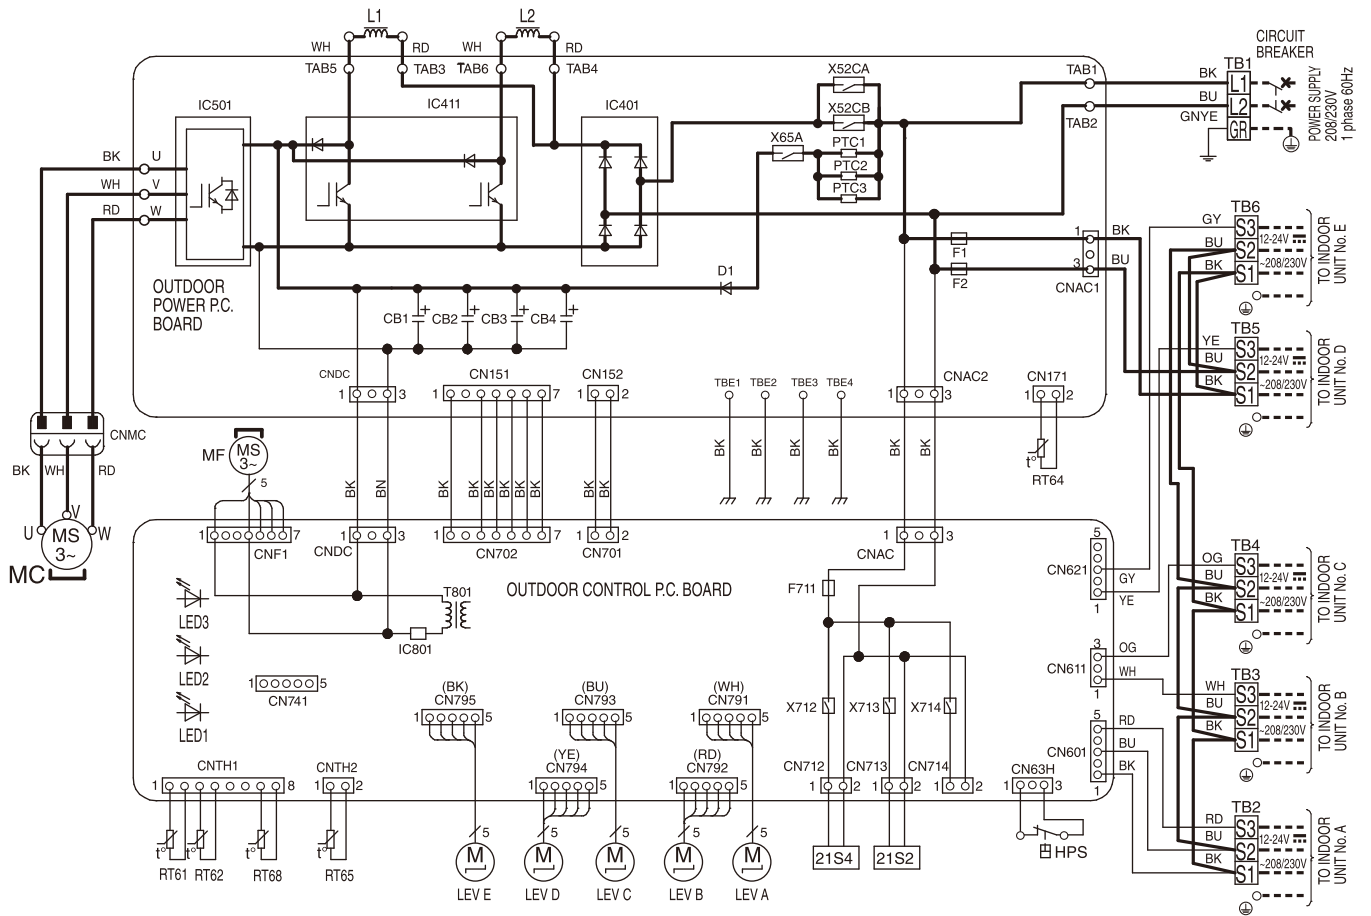 L1
L2
WH
RD
WH
RD
TAB5
TAB3
TAB6
TAB4
IC501
IC411
IC401
X52CA
X52CB
X65A
PTC1
PTC2
PTC3
TAB1
TAB2
CIRCUIT
BREAKER
TB1
BK
L1
BU
L2
GNYE
GR
POWER SUPPLY
208/230V
1 phase 60Hz
BK
U
WH
V
RD
W
OUTDOOR
POWER P.C.
BOARD
D1
F1
F2
1
3
BK
BU
CNAC1
CB1
+
CB2
+
CB3
+
CB4
+
CNDC
1
3
CN151
1
7
CN152
1
2
TBE1
TBE2
TBE3
TBE4
CNAC2
1
3
CN171
1
2
t°
RT64
BK
BN
BK
BK
BK
BK
BK
BK
BK
BK
BK
BK
BK
BK
BK
BK
CNMC
BK
WH
RD
U
V
W
MS
3~
MC
MF
MS
3~
5
1
7
CNF1
1
3
CNDC
1
7
CN702
1
2
CN701
1
3
CNAC
OUTDOOR CONTROL P.C. BOARD
T801
IC801
LED3
LED2
LED1
1
5
CN741
F711
X712
X713
X714
CN712
1
2
CN713
1
2
CN714
1
2
21S4
21S2
CN63H
1
3
HPS
(BK)
CN795
1
5
(BU)
CN793
1
5
(WH)
CN791
1
5
(YE)
CN794
1
5
(RD)
CN792
1
5
5
M
LEV E
5
M
LEV D
5
M
LEV C
5
M
LEV B
5
M
LEV A
CNTH1
1
8
CNTH2
1
2
t°
RT61
t°
RT62
t°
RT68
t°
RT65
5
CN621
1
GY
YE
3
CN611
1
OG
WH
5
CN601
1
RD
BU
BK
TB6
GY
S3
BU
S2
12-24V
BK
S1
~208/230V
TO INDOOR
UNIT No. E
TB5
YE
S3
BU
S2
12-24V
BK
S1
~208/230V
TO INDOOR
UNIT No. D
TB4
OG
S3
BU
S2
12-24V
BK
S1
~208/230V
TO INDOOR
UNIT No. C
TB3
WH
S3
BU
S2
12-24V
BK
S1
~208/230V
TO INDOOR
UNIT No. B
TB2
RD
S3
BU
S2
12-24V
BK
S1
~208/230V
TO INDOOR
UNIT No. A